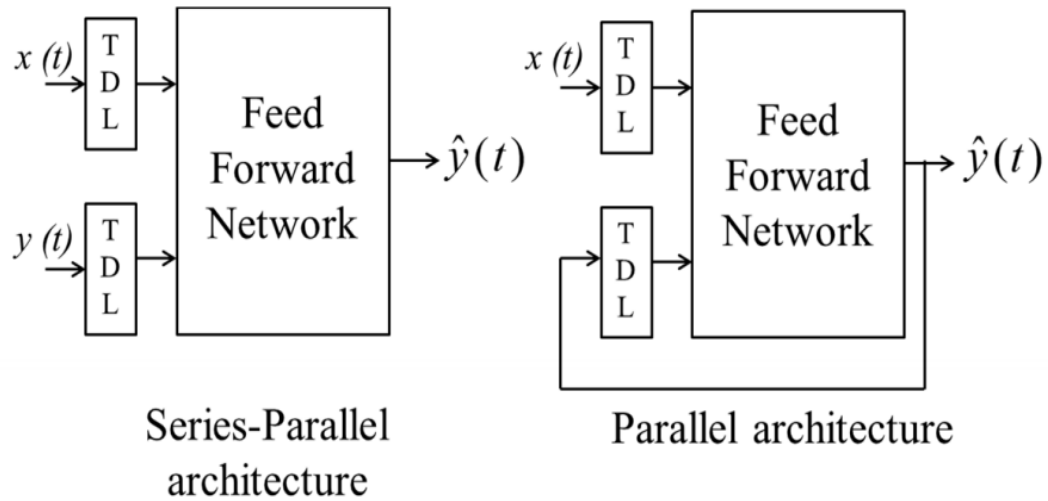 x (t)
T
D
L
Feed
Forward
Network
ŷ(t)
y (t)
T
D
L
Series-Parallel
architecture
x (t)
T
D
L
Feed
Forward
Network
ŷ(t)
T
D
L
Parallel architecture